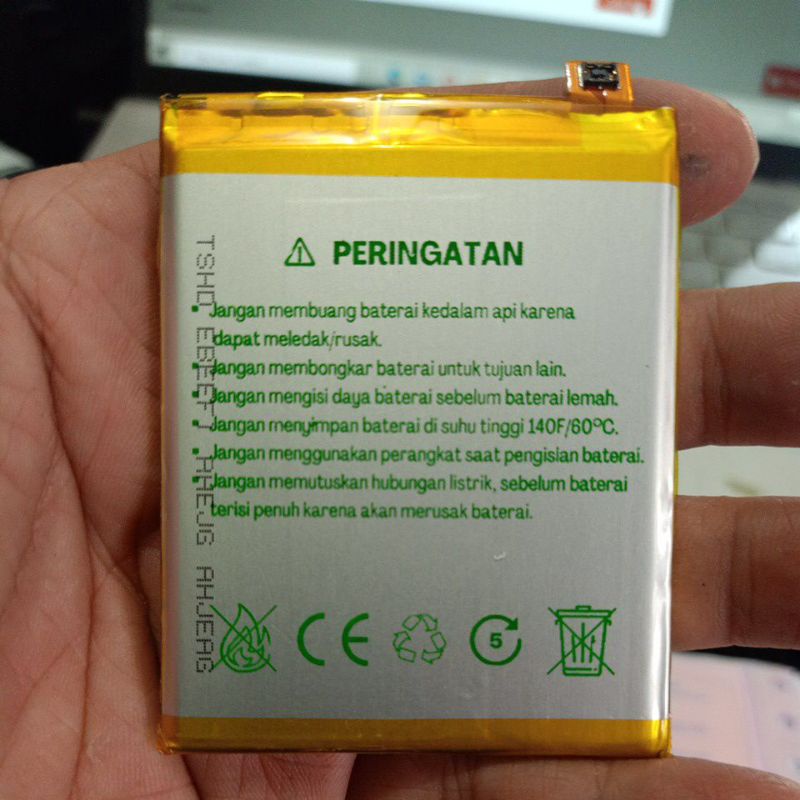 PERINGATAN
Jangan membuang baterai kedalam api karena
dapat meledak/rusak.
Jangan membongkar baterai untuk tujuan lain.
Jangan mengisi daya baterai sebelum baterai lemah.
Jangan menyimpan baterai di suhu tinggi 140F/60°C.
Jangan menggunakan perangkat saat pengisian baterai.
Jangan memutuskan hubungan listrik, sebelum baterai
terisi penuh karena akan merusak baterai.
CE
5
TSHD
AHJEAG